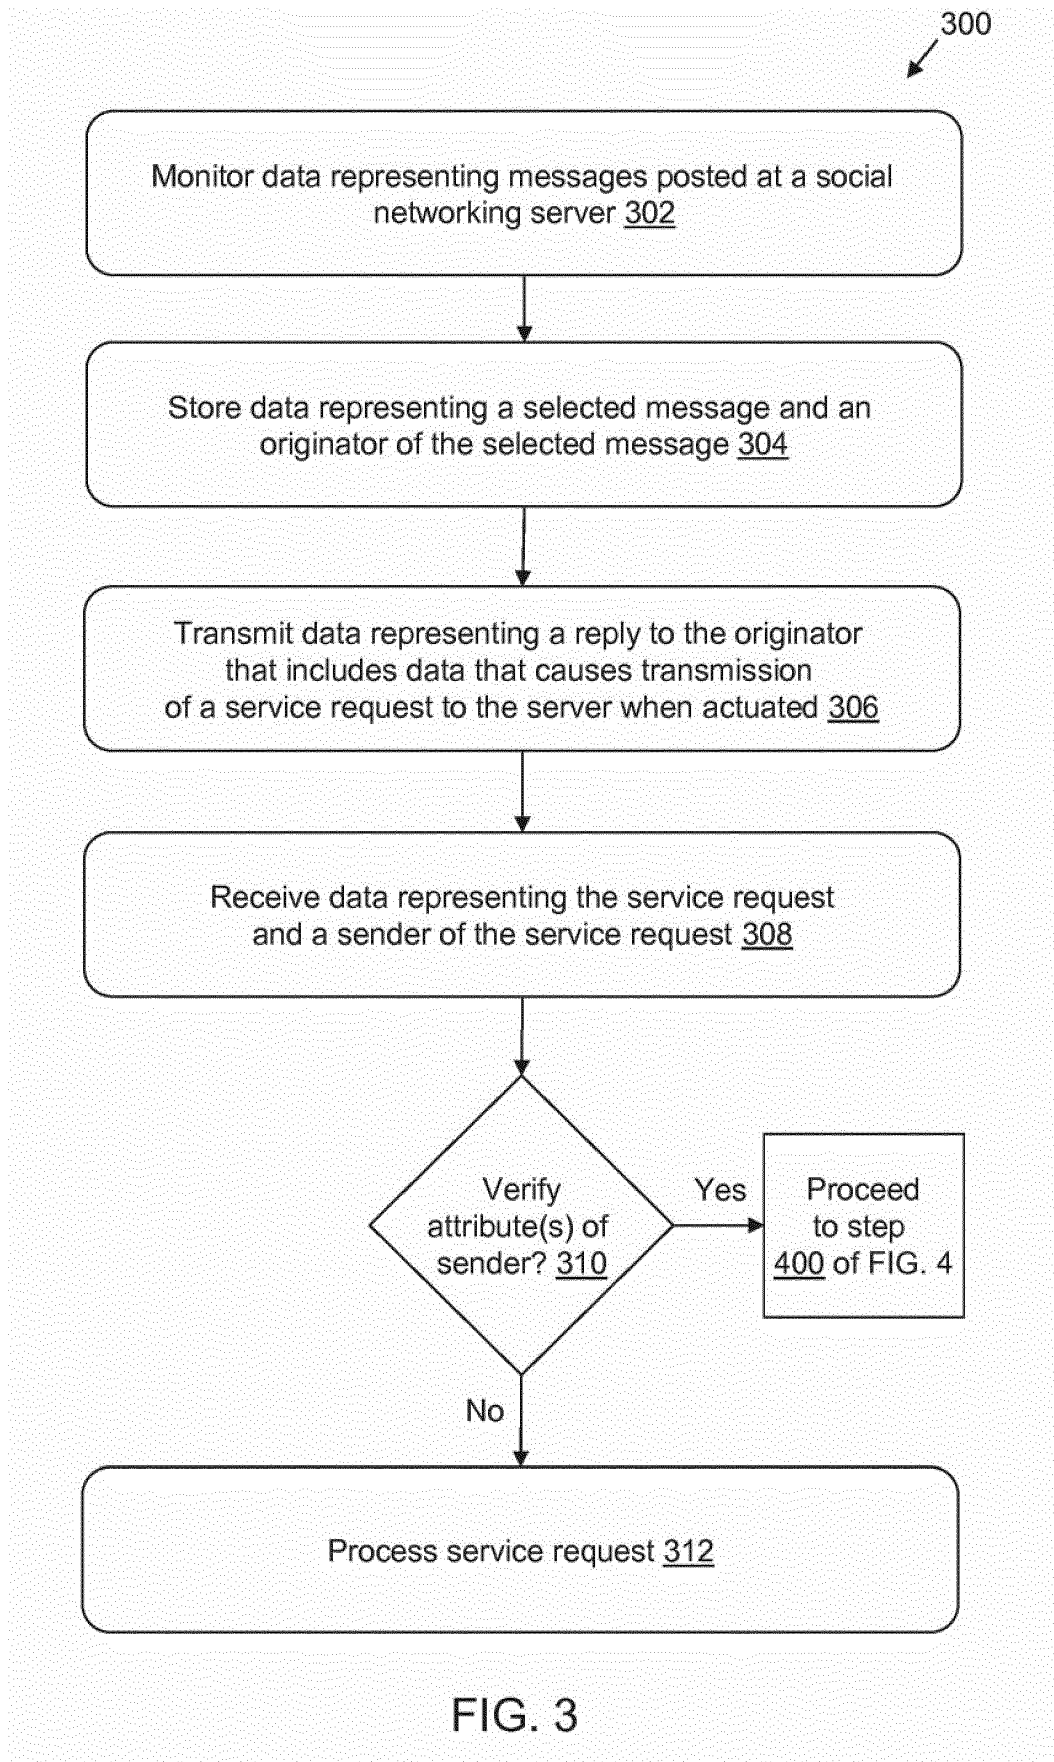 300
Monitor data representing messages posted at a social
networking server 302
Store data representing a selected message and an
originator of the selected message 304
Transmit data representing a reply to the originator
that includes data that causes transmission
of a service request to the server when actuated 306
Receive data representing the service request
and a sender of the service request 308
Verify
attribute(s) of
sender? 310
Yes
Proceed
to step
400 of FIG. 4
No
Process service request 312
FIG. 3